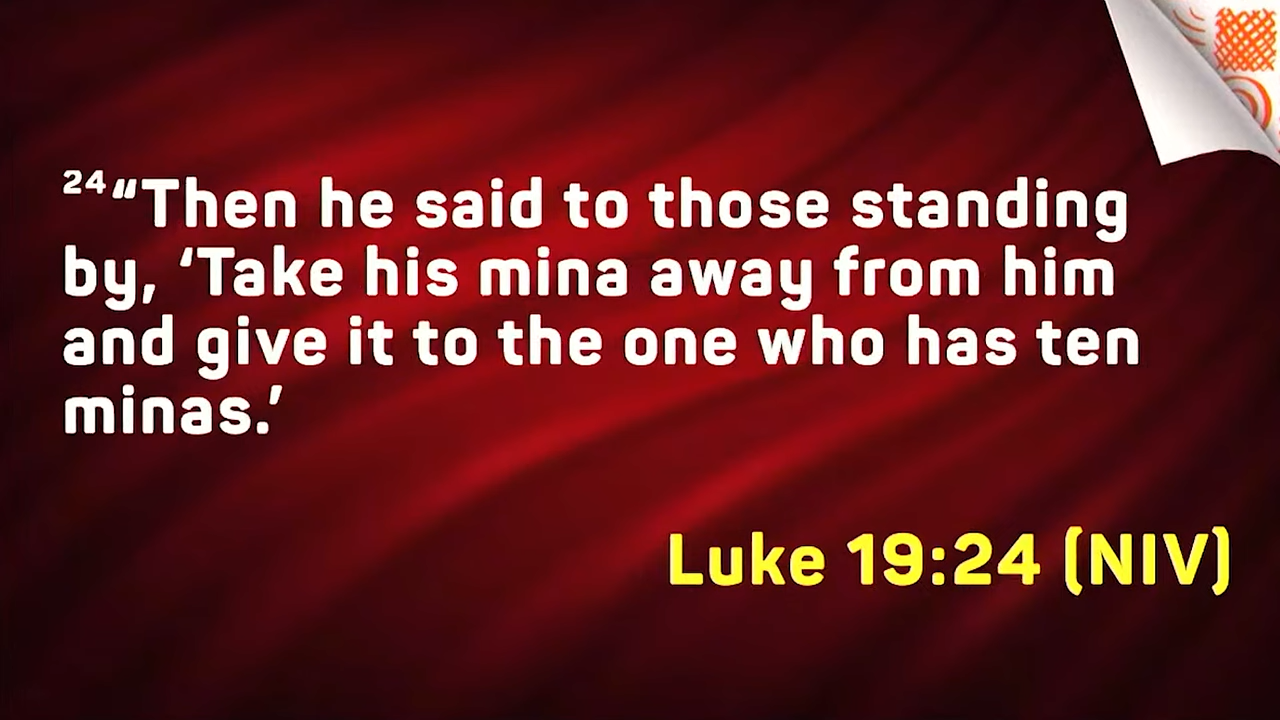 ²⁴“Then he said to those standing
by, ‘Take his mina away from him
and give it to the one who has ten
minas.’
Luke 19:24 (NIV)